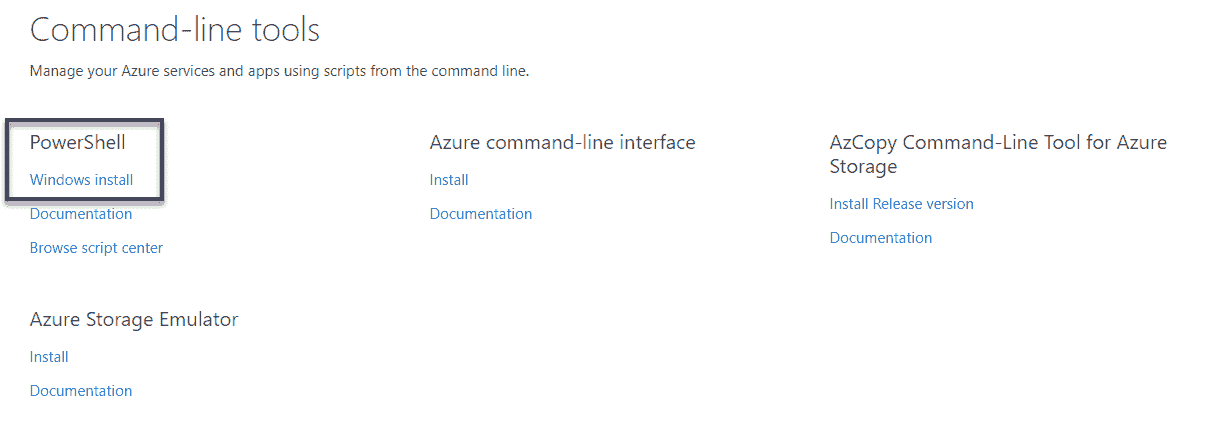 Command-line tools
Manage your Azure services and apps using scripts from the command line.
PowerShell
Windows install
Documentation
Browse script center
Azure command-line interface
Install
Documentation
AzCopy Command-Line Tool for Azure
Storage
Install Release version
Documentation
Azure Storage Emulator
Install
Documentation